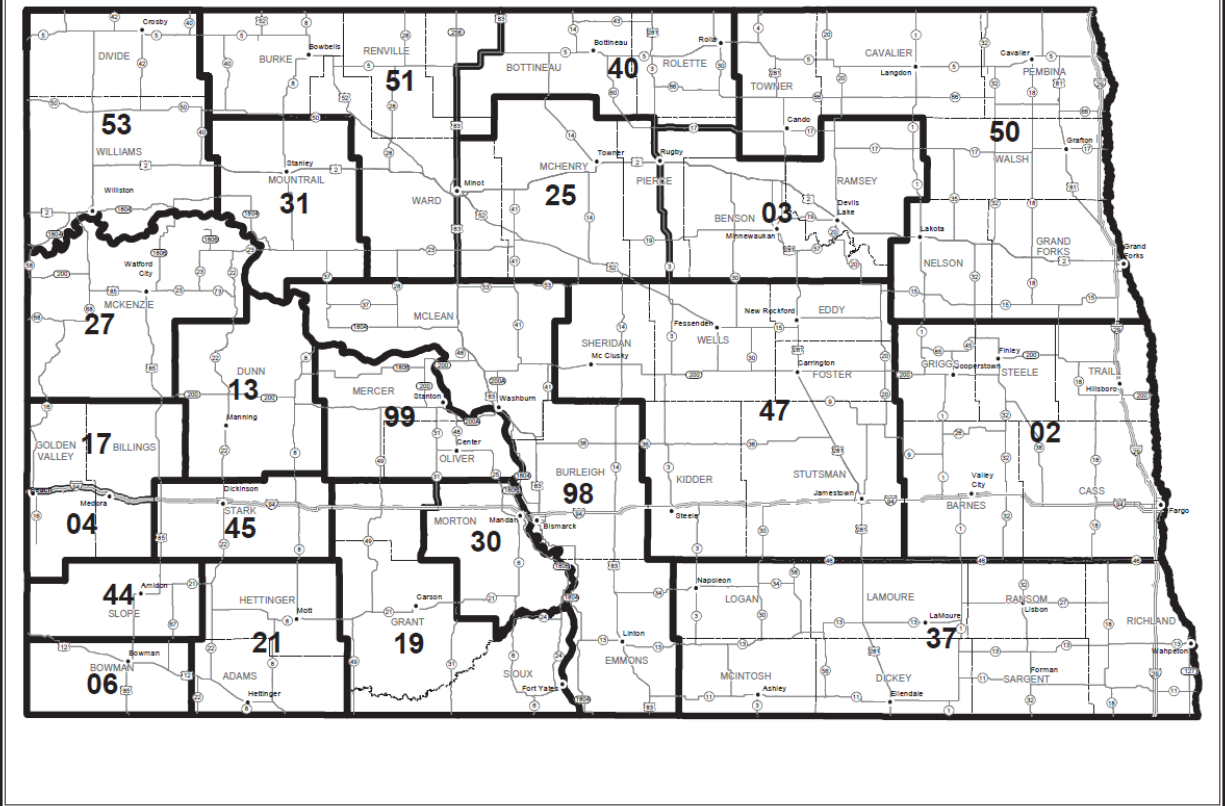 Crosby
DIVIDE
53
WILLIAMS
Williston
BURKE
Bowbells
RENVILLE
51
Stanley
MOUNTRAIL
31
WARD
Minot
BOTTINEAU
Bottineau
40
Rolla
ROLETTE
MCHENRY
Towner
25
Rugby
PIERCE
TOWNER
Cando
CAVALIER
Langdon
Cavalier
PEMBINA
50
Grafton
WALSH
RAMSEY
Devils
Lake
BENSON
03
Minnewaukan
Lakota
NELSON
GRAND
FORKS
Grand
Forks
Watford
City
MCKENZIE
27
DUNN
13
Manning
MCLEAN
MERCER
Stanton
99
Washburn
Center
OLIVER
SHERIDAN
Mc Clusky
Fessenden
WELLS
New Rockford
EDDY
Carrington
FOSTER
47
GRIGGS
Cooperstown
Finley
STEELE
TRAILL
Hillsboro
02
GOLDEN
VALLEY
17
BILLINGS
Beach
Medora
04
Dickinson
STARK
45
MORTON
Mandan
30
BURLEIGH
98
Bismarck
KIDDER
Steele
STUTSMAN
Jamestown
Valley
City
BARNES
CASS
Fargo
44
Amidon
SLOPE
HETTINGER
Mott
21
ADAMS
Hettinger
BOWMAN
Bowman
06
Carson
GRANT
19
SIOUX
Fort Yates
Linton
EMMONS
Napoleon
LOGAN
MCINTOSH
Ashley
LAMOURE
LaMoure
37
DICKEY
Ellendale
RANSOM
Lisbon
Forman
SARGENT
RICHLAND
Wahpeton